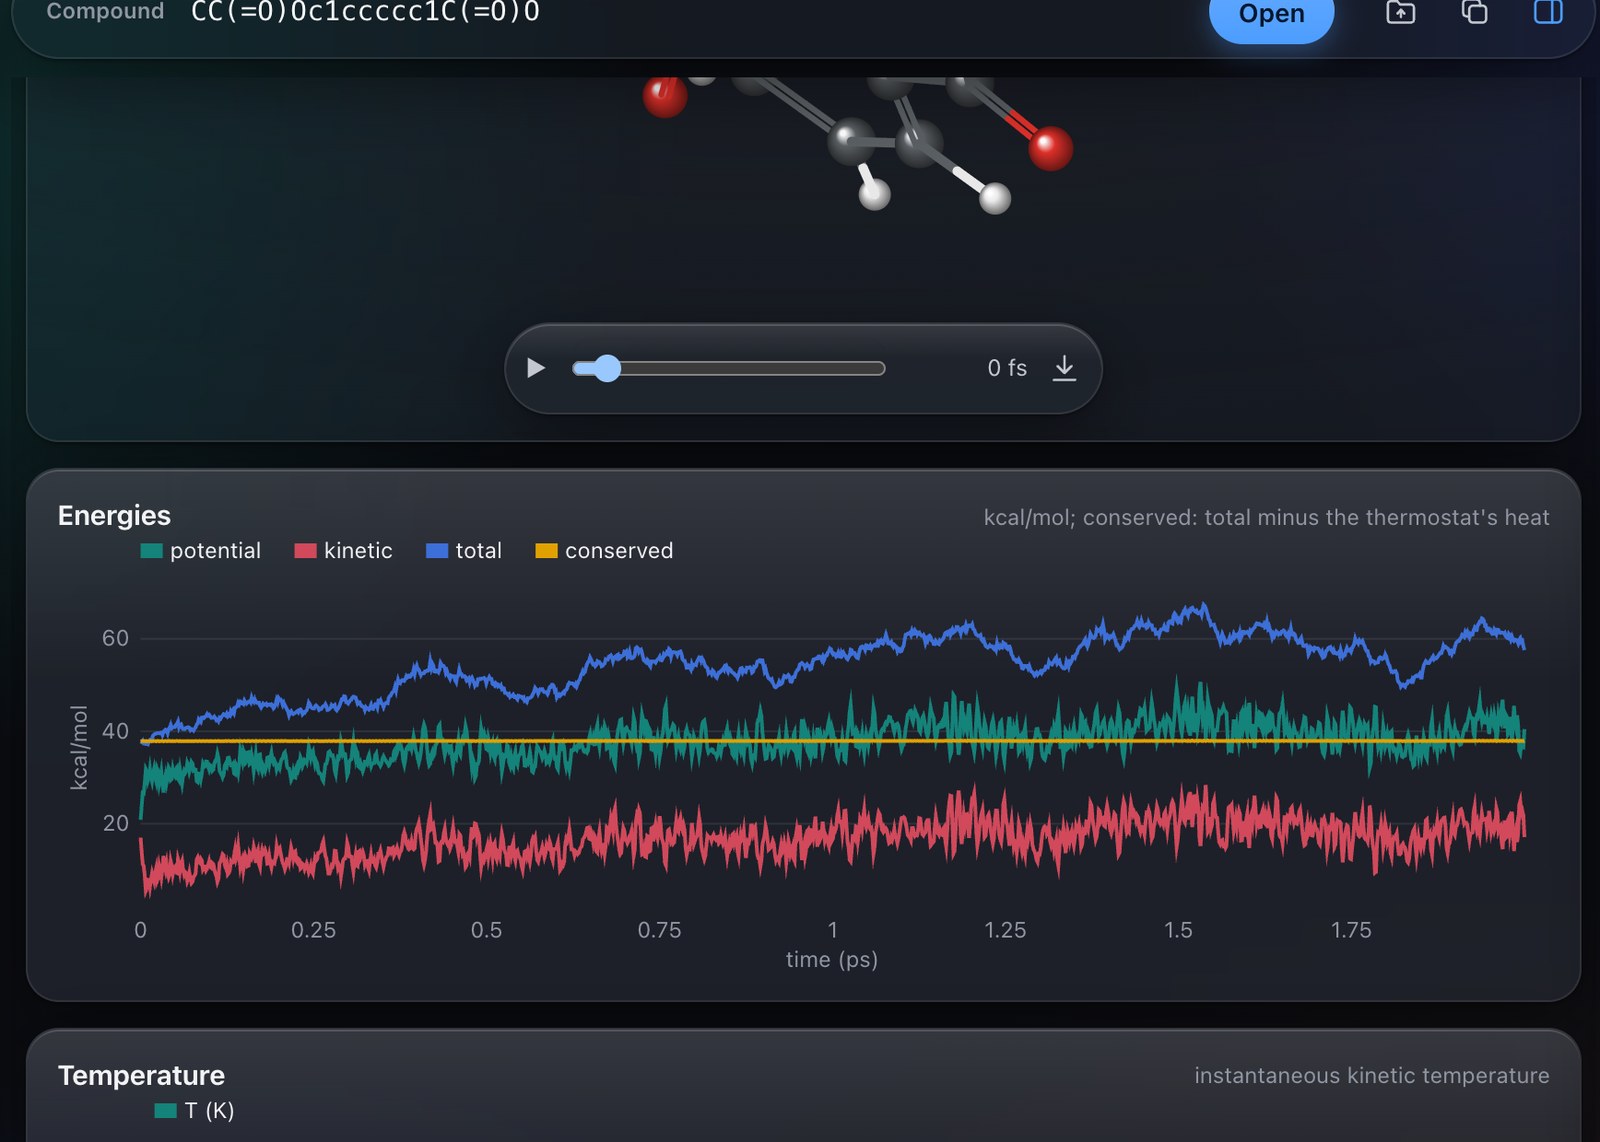 Compound CC(=O)Oc1ccccc1C(=O)O Open
0 fs
Energies kcal/mol; conserved: total minus the thermostat's heat
potential kinetic total conserved
60
40
20
kcal/mol
0 0.25 0.5 0.75 1 1.25 1.5 1.75
time (ps)
Temperature instantaneous kinetic temperature
T (K)